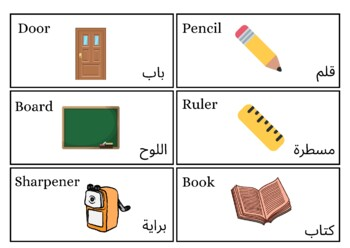 Door
باب
Pencil
قلم
Board
اللوح
Ruler
مسطرة
Sharpener
براية
Book
كتاب